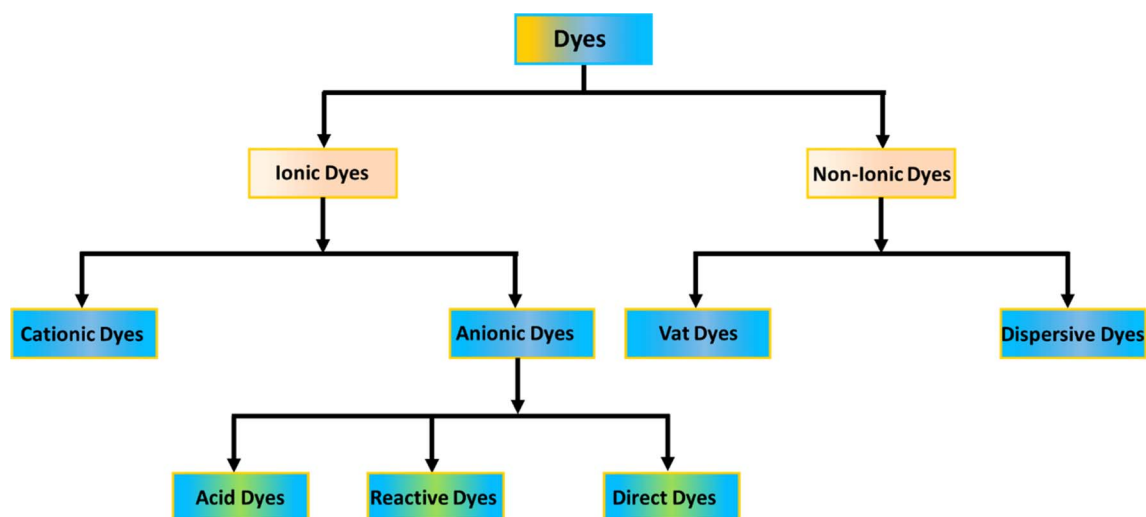 Dyes
Ionic Dyes
Non-Ionic Dyes
Cationic Dyes
Anionic Dyes
Vat Dyes
Dispersive Dyes
Acid Dyes
Reactive Dyes
Direct Dyes